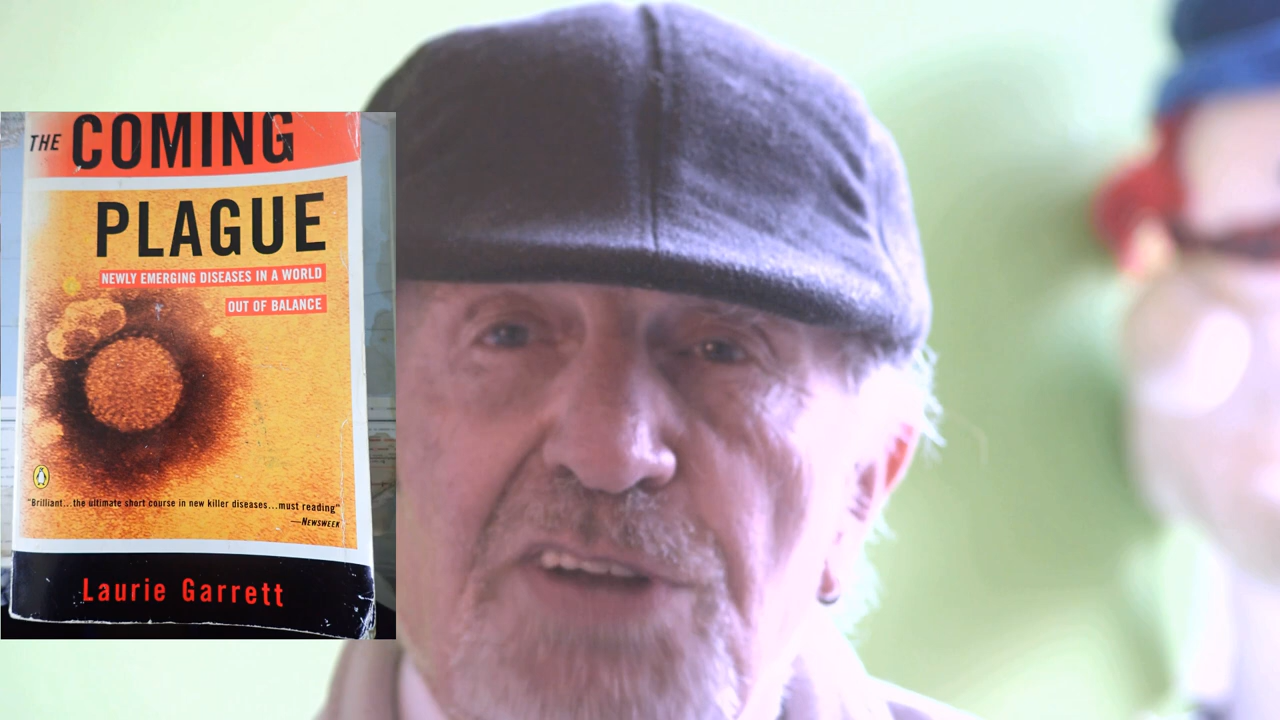 THE COMING
PLAGUE
NEWLY EMERGING DISEASES IN A WORLD
OUT OF BALANCE
"Brilliant...the ultimate short course in new killer diseases...must reading"
—NEWSWEEK
Laurie Garrett